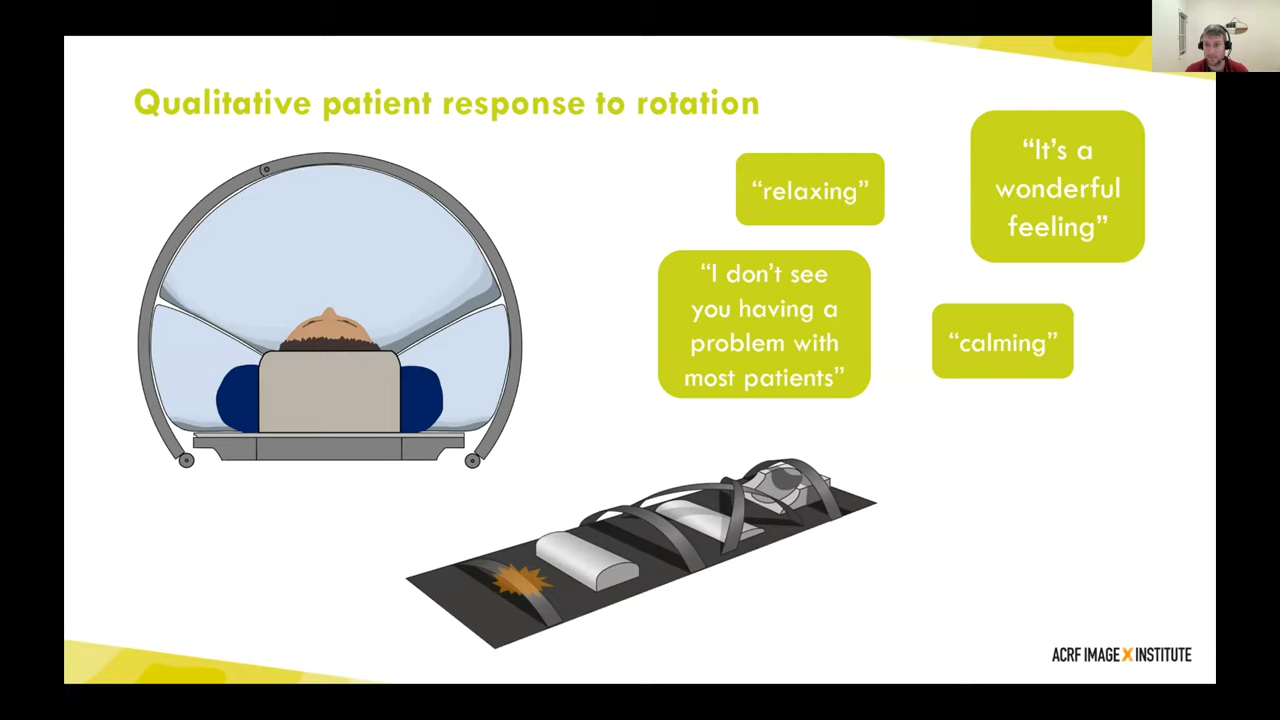 Qualitative patient response to rotation
“relaxing”
“It’s a
wonderful
feeling”
“I don’t see
you having a
problem with
most patients”
“calming”
ACRF IMAGE X INSTITUTE